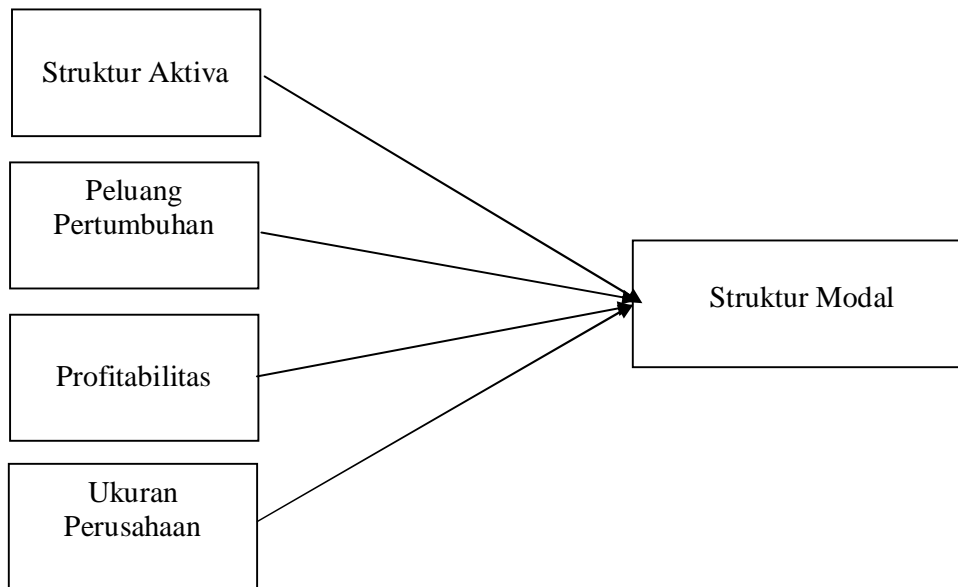 Struktur Aktiva
Peluang
Pertumbuhan
Struktur Modal
Profitabilitas
Ukuran
Perusahaan